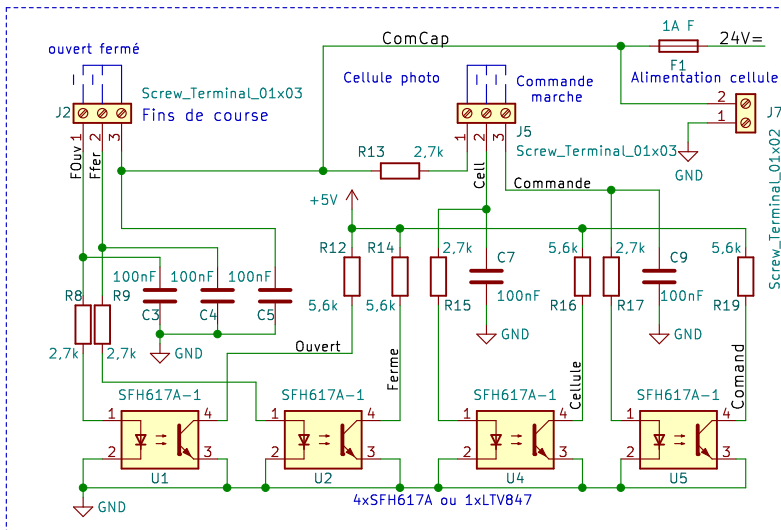 1A F
ComCap
24V=
F1
ouvert fermé
Cellule photo
Commande
marche
Alimentation cellule
Screw_Terminal_01x03
J2
Fins de course
1
2
3
J5
Screw_Terminal_01x03
1
2
3
2
1
J7
Screw_Terminal_01x02
GND
FOuv
Ffer
R13
2,7k
Cell
Commande
+5V
R12
R14
2,7k
C7
5,6k
2,7k
C9
5,6k
100nF
100nF
100nF
R8
R9
C3
C4
C5
5,6k
5,6k
R15
100nF
R16
R17
100nF
R19
GND
GND
GND
2,7k
2,7k
Ouvert
Ferme
Cellule
Comand
SFH617A-1
SFH617A-1
SFH617A-1
SFH617A-1
1
4
1
4
1
4
1
4
2
3
2
3
2
3
2
3
U1
U2
U4
U5
4xSFH617A ou 1xLTV847
GND